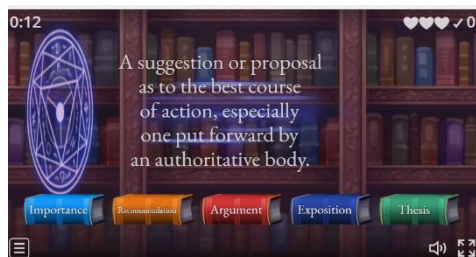 0:12
✓ 0
A suggestion or proposal
as to the best course
of action, especially
one put forward by
an authoritative body.
Importance
Recommendation
Argument
Exposition
Thesis